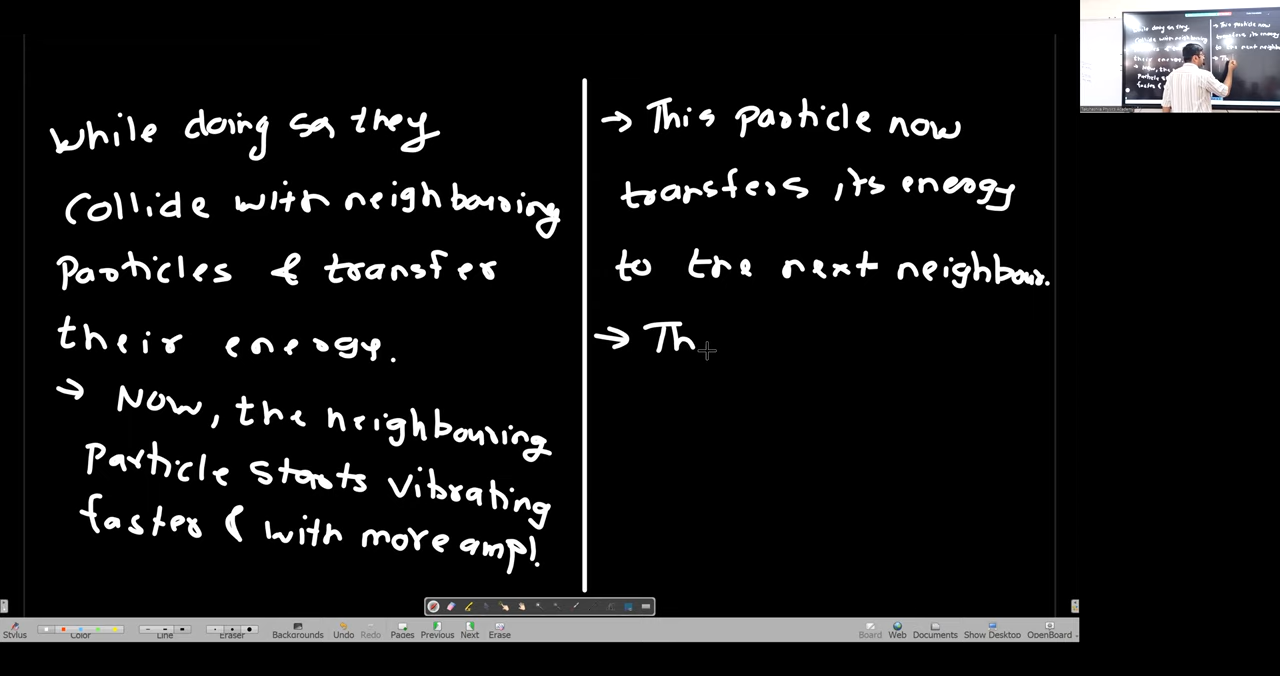 While doing so, they
collide with neighbouring
Particles & transfer
their energy.
→ Now, the neighbouring
Particle starts vibrating
faster & with more ampl.
→ This particle now
transfers its energy
to the next neighbour.
→ Th
Stylus
Color
Line
Eraser
Backgrounds
Undo
Redo
Pages
Previous
Next
Erase
Board
Web
Documents
Show Desktop
OpenBoard